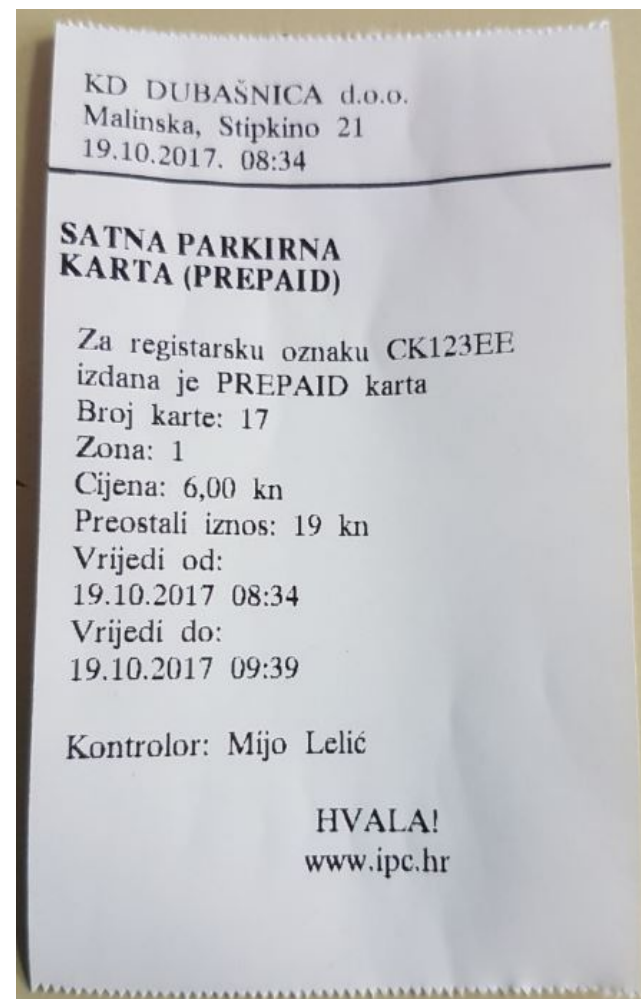 KD DUBAŠNICA d.o.o.
Malinska, Stipkino 21
19.10.2017. 08:34
SATNA PARKIRNA
KARTA (PREPAID)
Za registarsku oznaku CK123EE
izdana je PREPAID karta
Broj karte: 17
Zona: 1
Cijena: 6,00 kn
Preostali iznos: 19 kn
Vrijedi od:
19.10.2017 08:34
Vrijedi do:
19.10.2017 09:39
Kontrolor: Mijo Lelić
HVALA!
www.ipc.hr